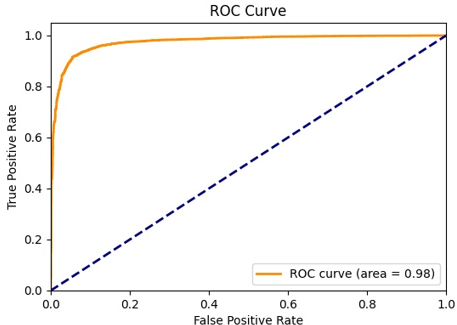 ROC Curve
1.0
0.8
0.6
0.4
0.2
0.0
True Positive Rate
ROC curve (area = 0.98)
0.0 0.2 0.4 0.6 0.8 1.0
False Positive Rate